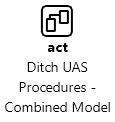 act
Ditch UAS
Procedures -
Combined Model